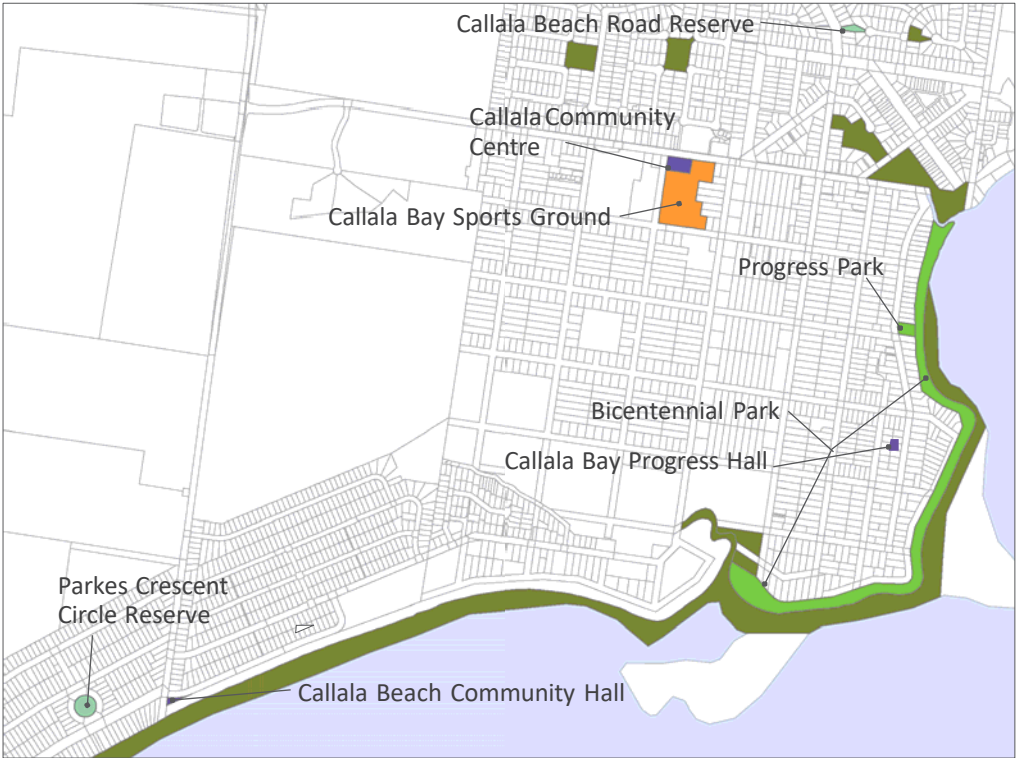 Callala Beach Road Reserve
Callala Community
Centre
Callala Bay Sports Ground
Progress Park
Bicentennial Park
Callala Bay Progress Hall
Parkes Crescent
Circle Reserve
Callala Beach Community Hall